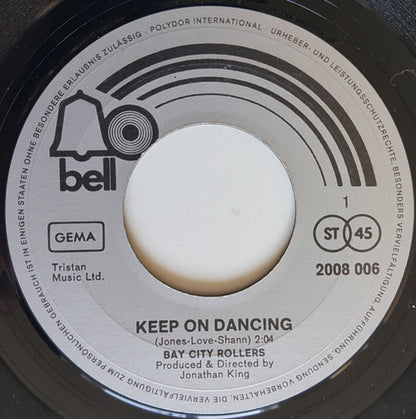 POLYDOR INTERNATIONAL · URHEBER- UND LEISTUNGSSCHUTZRECHTE, BESONDERS VERVIELFÄLTIGUNG, AUFFÜHRUNG, SENDUNG VORBEHALTEN. DIE VERVIELFÄLTIGUNG ZUM PERSÖNLICHEN GEBRAUCH IST IN EINIGEN STAATEN OHNE BESONDERE ERLAUBNIS ZULÄSSIG ·
bell
1
GEMA
ST 45
Tristan
Music Ltd.
2008 006
KEEP ON DANCING
(Jones-Love-Shann) 2:04
BAY CITY ROLLERS
Produced & Directed by
Jonathan King